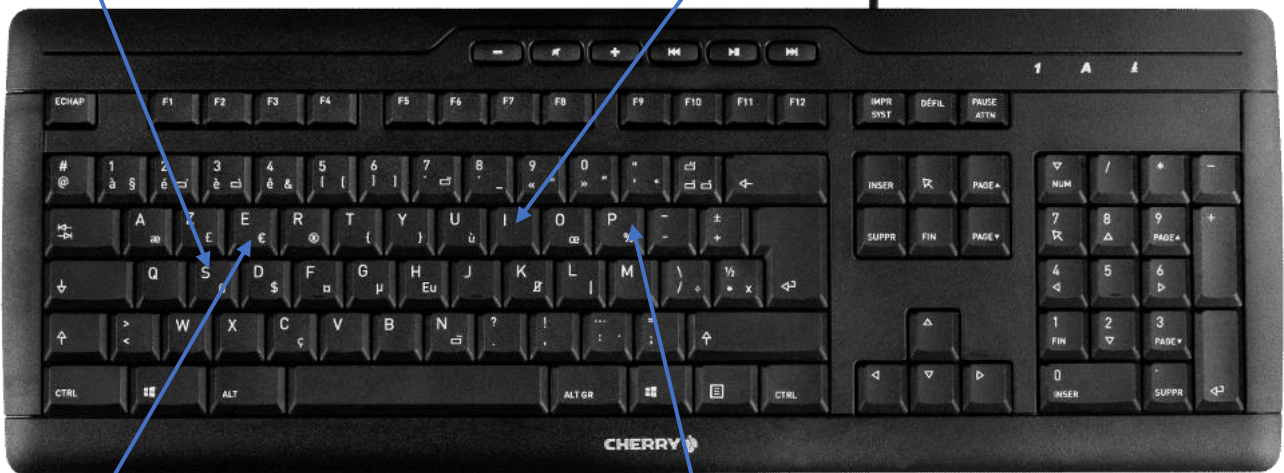 1 A
ECHAP F1 F2 F3 F4 F5 F6 F7 F8 F9 F10 F11 F12 IMPR DÉFIL PAUSE
SYST ATTN
# 1 2 3 4 5 6 7 8 9 0 "
@ à § é è ê & ( [ ) ] _ « » " ' °
INSER PAGE NUM / * -
A Z E R T Y U I O P - ± 7 8 9 +
æ £ € ® { } ù œ % - +
SUPPR FIN PAGE PAGE
Q S D F G H J K L M \ ½ 4 5 6
$ ¤ µ Eu | / ÷ * x
> W X C V B N ? ! 1 2 3
< ç . , : ; FIN PAGE
CTRL ALT ALT GR CTRL 0 .
INSER SUPPR
CHERRY